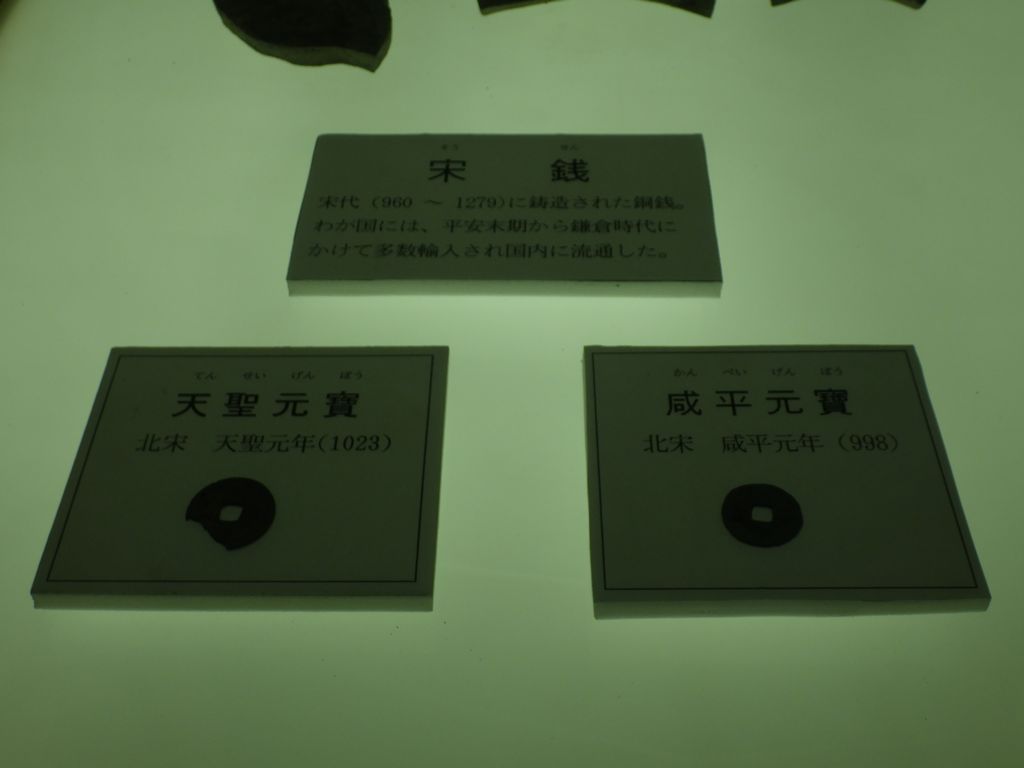 そう せん
宋 銭
宋代 (960 ～ 1279)に鋳造された銅銭。
わが国には、平安末期から鎌倉時代に
かけて多数輸入され国内に流通した。
てん せい げん ぽう
天聖元寶
北宋 天聖元年(1023)
かん ぺい げん ぽう
咸平元寶
北宋 咸平元年 (998)